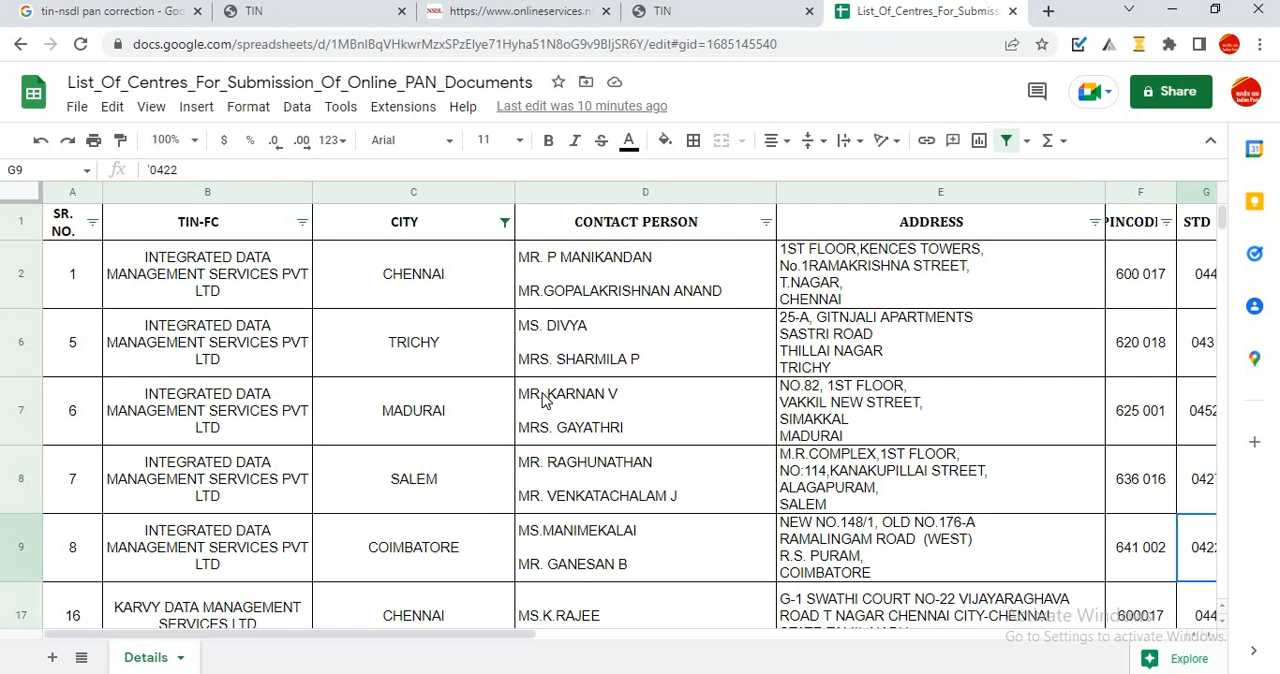 tin-nsdl pan correction - Goo
TIN
NSDL
https://www.onlineservices.n
TIN
List_Of_Centres_For_Submiss
docs.google.com/spreadsheets/d/1MBnIBqVHkwrMzxSPzEIye71Hyha51N8oG9v9BIjSR6Y/edit#gid=1685145540
List_Of_Centres_For_Submission_Of_Online_PAN_Documents
File Edit View Insert Format Data Tools Extensions Help Last edit was 10 minutes ago
Share
100% $ % .0 .00 123 Arial 11 B I S A
G9 fx '0422
A B C D E F G
1 SR. NO. TIN-FC CITY CONTACT PERSON ADDRESS PINCODI STD
2
1
INTEGRATED DATA
MANAGEMENT SERVICES PVT
LTD
CHENNAI
MR. P MANIKANDAN
MR.GOPALAKRISHNAN ANAND
1ST FLOOR,KENCES TOWERS,
No.1RAMAKRISHNA STREET,
T.NAGAR,
CHENNAI
600 017
044
6
5
INTEGRATED DATA
MANAGEMENT SERVICES PVT
LTD
TRICHY
MS. DIVYA
MRS. SHARMILA P
25-A, GITNJALI APARTMENTS
SASTRI ROAD
THILLAI NAGAR
TRICHY
620 018
043
7
6
INTEGRATED DATA
MANAGEMENT SERVICES PVT
LTD
MADURAI
MR. KARNAN V
MRS. GAYATHRI
NO.82, 1ST FLOOR,
VAKKIL NEW STREET,
SIMAKKAL
MADURAI
625 001
0452
8
7
INTEGRATED DATA
MANAGEMENT SERVICES PVT
LTD
SALEM
MR. RAGHUNATHAN
MR. VENKATACHALAM J
M.R.COMPLEX,1ST FLOOR,
NO:114,KANAKUPILLAI STREET,
ALAGAPURAM,
SALEM
636 016
042
9
8
INTEGRATED DATA
MANAGEMENT SERVICES PVT
LTD
COIMBATORE
MS.MANIMEKALAI
MR. GANESAN B
NEW NO.148/1, OLD NO.176-A
RAMALINGAM ROAD (WEST)
R.S. PURAM,
COIMBATORE
641 002
042
17
16
KARVY DATA MANAGEMENT
SERVICES LTD
CHENNAI
MS.K.RAJEE
G-1 SWATHI COURT NO-22 VIJAYARAGHAVA
ROAD T NAGAR CHENNAI CITY-CHENNAI
600017
044
Activate Windows
Go to Settings to activate Windows.
Details
Explore